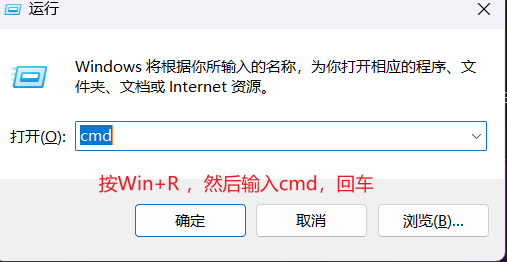 运行
Windows 将根据你所输入的名称，为你打开相应的程序、文
件夹、文档或 Internet 资源。
打开(O): cmd
按Win+R ，然后输入cmd，回车
确定 取消 浏览(B)...